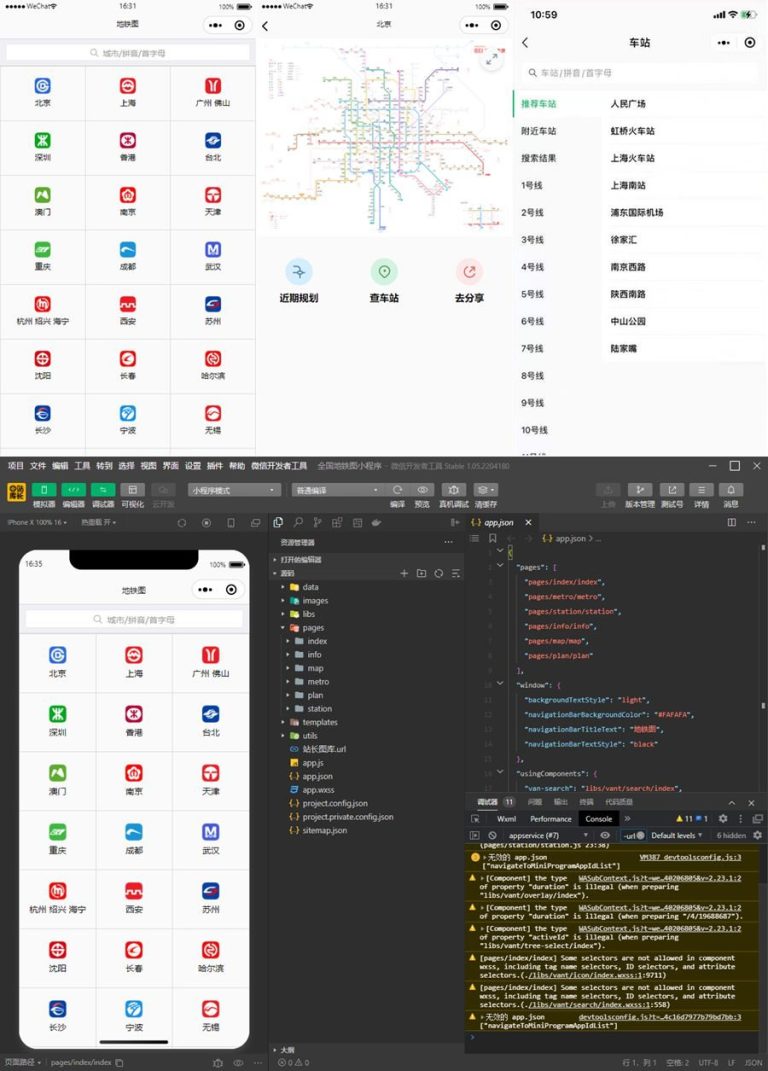 WeChat
16:31
100%
地铁图
城市/拼音/首字母
北京
上海
广州 佛山
深圳
香港
台北
澳门
南京
天津
重庆
成都
武汉
杭州 绍兴 海宁
西安
苏州
沈阳
长春
哈尔滨
长沙
宁波
无锡
WeChat
16:31
100%
北京
近期规划
查车站
去分享
10:59
车站
车站/拼音/首字母
推荐车站
人民广场
附近车站
虹桥火车站
搜索结果
上海火车站
1号线
上海南站
2号线
浦东国际机场
3号线
徐家汇
4号线
南京西路
5号线
陕西南路
6号线
中山公园
7号线
陆家嘴
8号线
9号线
10号线
项目 文件 编辑 工具 转到 选择 视图 界面 设置 插件 帮助 微信开发者工具
全国地铁图小程序 - 微信开发者工具 Stable 1.05.2204180
模拟器 编辑器 调试器 可视化 云开发
小程序模式
普通编译
编译 预览 真机调试 清缓存
上传 版本管理 测试号 详情 消息
iPhone X 100% 16
热重载 开
16:35
100%
地铁图
城市/拼音/首字母
北京
上海
广州 佛山
深圳
香港
台北
澳门
南京
天津
重庆
成都
武汉
杭州 绍兴 海宁
西安
苏州
沈阳
长春
哈尔滨
长沙
宁波
无锡
页面路径
pages/index/index
资源管理器
打开的编辑器
源码
data
images
libs
pages
index
info
map
metro
plan
station
templates
utils
站长图库.url
app.js
app.json
app.wxss
project.config.json
project.private.config.json
sitemap.json
大纲
0 0
app.json
app.json > ...
1 {
2 "pages": [
3 "pages/index/index",
4 "pages/metro/metro",
5 "pages/station/station",
6 "pages/info/info",
7 "pages/map/map",
8 "pages/plan/plan"
9 ],
10 "window": {
11 "backgroundTextStyle": "light",
12 "navigationBarBackgroundColor": "#FAFAFA",
13 "navigationBarTitleText": "地铁图",
14 "navigationBarTextStyle": "black"
15 },
16 "usingComponents": {
17 "van-search": "libs/vant/search/index",
调试器 11 问题 输出 终端 代码质量
Wxml Performance Console
11 1
appservice (#7)
-url
Default levels
6 hidden
(pages/station/station.js 23:38)
无效的 app.json VM387 devtoolsconfig.js:3
["navigateToMiniProgramAppIdList"]
[Component] the type WASubContext.js?t=we…40206805&v=2.23.1:2
of property "duration" is illegal (when preparing
"libs/vant/overlay/index").
[Component] the type WASubContext.js?t=we…40206805&v=2.23.1:2
of property "duration" is illegal (when preparing "/4/19688687").
[Component] the type WASubContext.js?t=we…40206805&v=2.23.1:2
of property "activeId" is illegal (when preparing
"libs/vant/tree-select/index").
[pages/index/index] Some selectors are not allowed in component
wxss, including tag name selectors, ID selectors, and attribute
selectors.(./libs/vant/icon/index.wxss:1:9711)
[pages/index/index] Some selectors are not allowed in component
wxss, including tag name selectors, ID selectors, and attribute
selectors.(./libs/vant/search/index.wxss:1:558)
无效的 app.json devtoolsconfig.js?t=…4c16d7977b79bd7bb:3
["navigateToMiniProgramAppIdList"]
行 1, 列 1 空格: 2 UTF-8 LF JSON